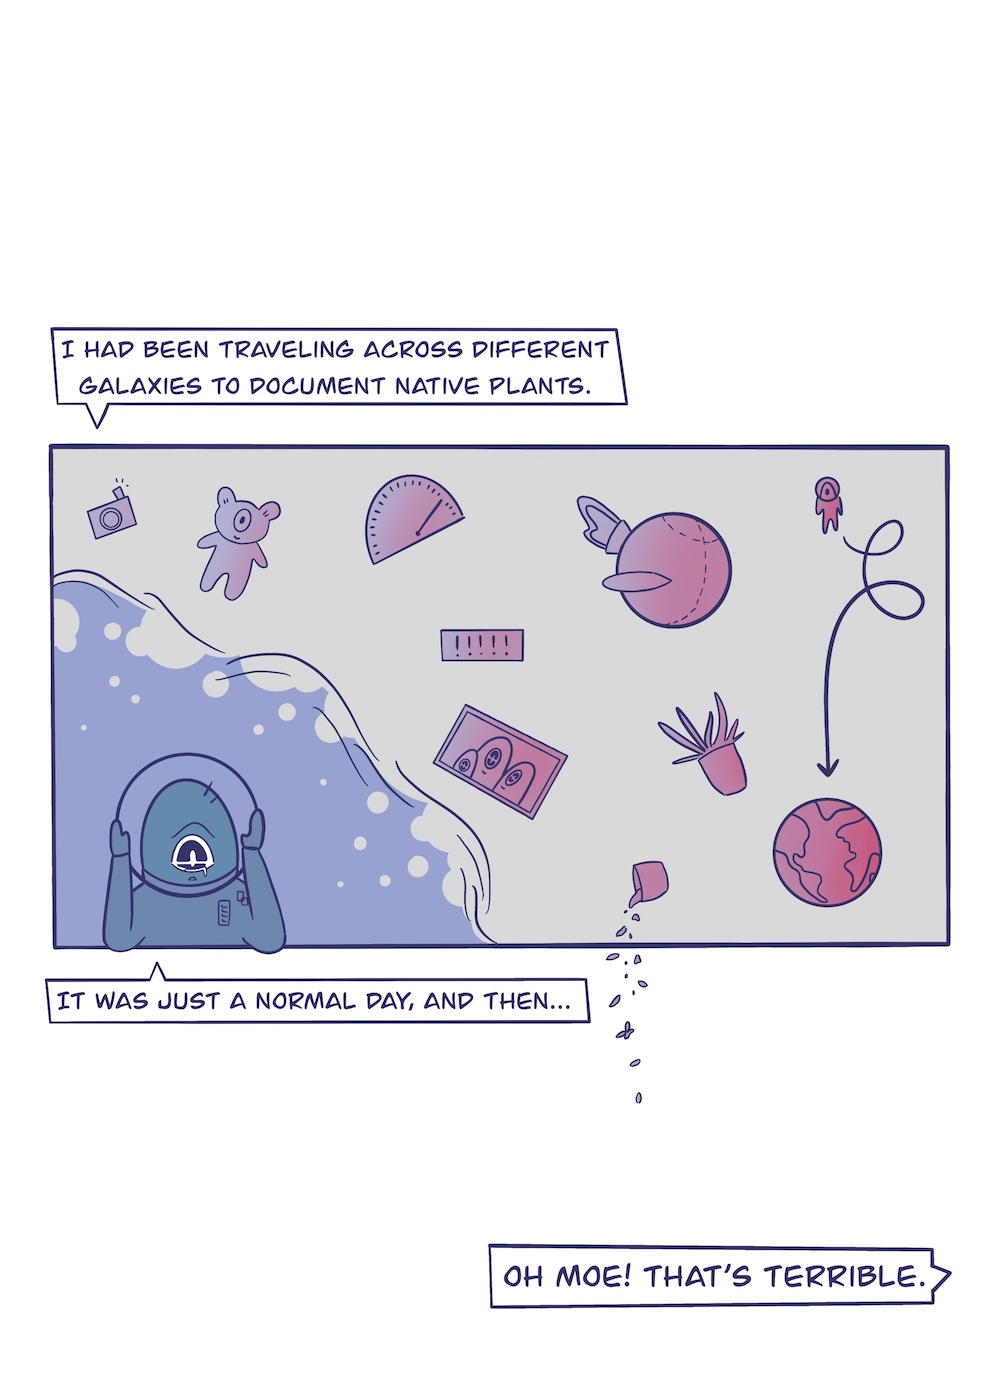 I HAD BEEN TRAVELING ACROSS DIFFERENT
GALAXIES TO DOCUMENT NATIVE PLANTS.
! ! ! ! !
IT WAS JUST A NORMAL DAY, AND THEN...
OH MOE! THAT'S TERRIBLE.